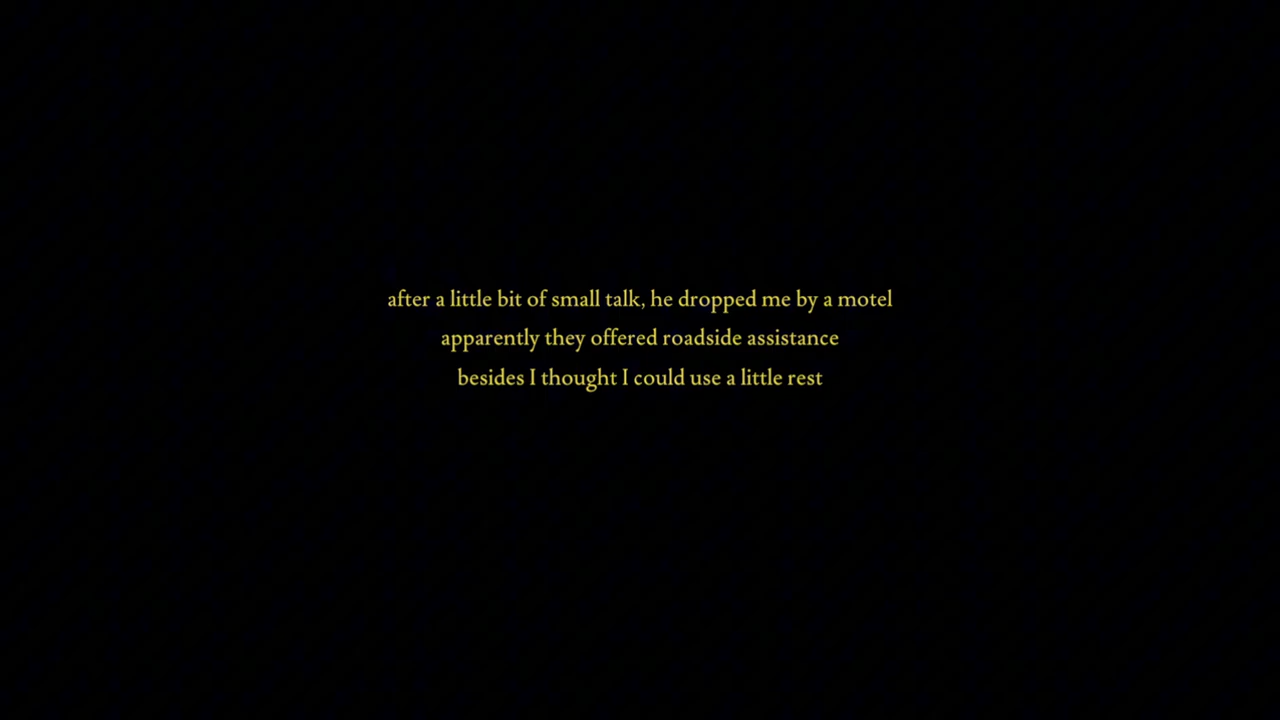 after a little bit of small talk, he dropped me by a motel
apparently they offered roadside assistance
besides I thought I could use a little rest